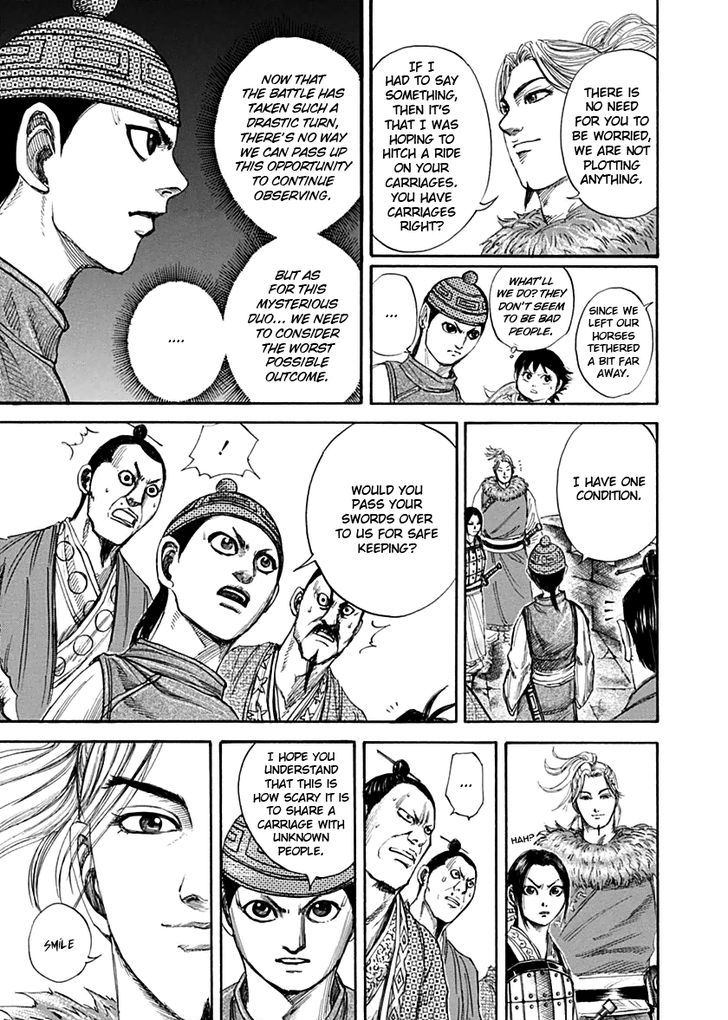 THERE IS
NO NEED
FOR YOU TO
BE WORRIED,
WE ARE NOT
PLOTTING
ANYTHING.
IF I
HAD TO SAY
SOMETHING,
THEN IT'S
THAT I WAS
HOPING TO
HITCH A RIDE
ON YOUR
CARRIAGES.
YOU HAVE
CARRIAGES
RIGHT?
SINCE WE
LEFT OUR
HORSES
TETHERED
A BIT FAR
AWAY.
WHAT'LL
WE DO? THEY
DON'T SEEM
TO BE BAD
PEOPLE.
...
NOW THAT
THE BATTLE HAS
TAKEN SUCH A
DRASTIC TURN,
THERE'S NO WAY
WE CAN PASS UP
THIS OPPORTUNITY
TO CONTINUE
OBSERVING.
BUT AS
FOR THIS
MYSTERIOUS
DUO... WE NEED
TO CONSIDER
THE WORST
POSSIBLE
OUTCOME.
....
I HAVE ONE
CONDITION.
WOULD YOU
PASS YOUR
SWORDS OVER
TO US FOR SAFE
KEEPING?
!
HAH?
...
I HOPE YOU
UNDERSTAND
THAT THIS IS
HOW SCARY IT IS
TO SHARE A
CARRIAGE WITH
UNKNOWN
PEOPLE.
SMILE